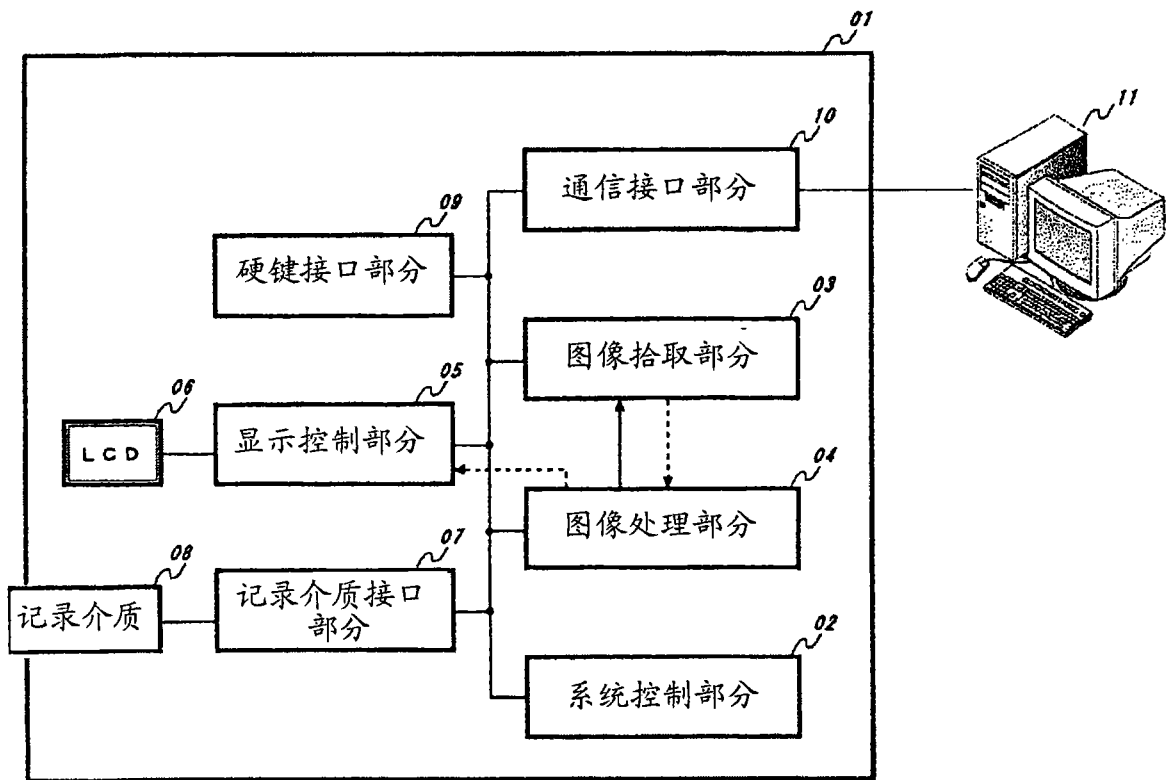 01
11
10
通信接口部分
09
硬键接口部分
03
图像拾取部分
05
显示控制部分
06
LCD
04
图像处理部分
07
记录介质接口
部分
08
记录介质
02
系统控制部分